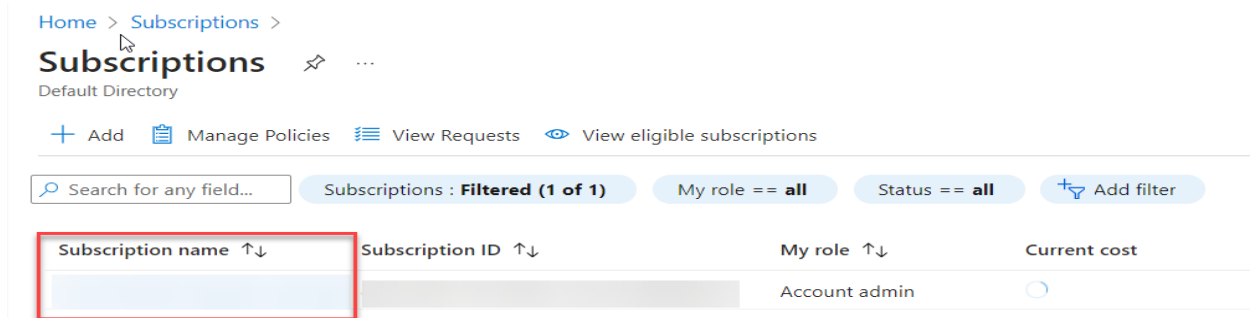 Home > Subscriptions >
Subscriptions ...
Default Directory
+ Add Manage Policies View Requests View eligible subscriptions
Search for any field... Subscriptions : Filtered (1 of 1) My role == all Status == all Add filter
Subscription name ↑↓ Subscription ID ↑↓ My role ↑↓ Current cost
Account admin